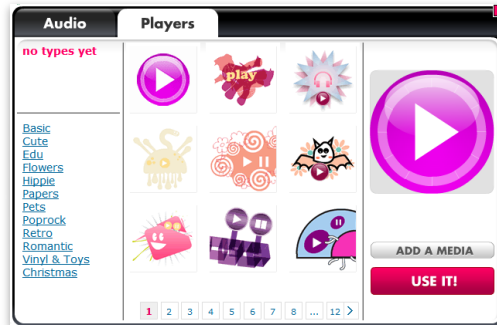 Audio
Players
no types yet
Basic
Cute
Edu
Flowers
Hippie
Papers
Pets
Poprock
Retro
Romantic
Vinyl & Toys
Christmas
play
1 2 3 4 5 6 7 8 ... 12 >
ADD A MEDIA
USE IT!